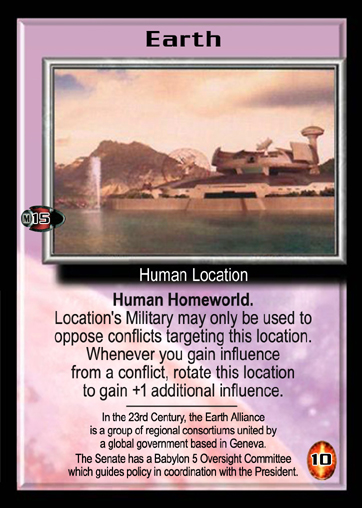 Earth
M 15
Human Location
Human Homeworld.
Location's Military may only be used to
oppose conflicts targeting this location.
Whenever you gain influence
from a conflict, rotate this location
to gain +1 additional influence.
In the 23rd Century, the Earth Alliance
is a group of regional consortiums united by
a global government based in Geneva.
The Senate has a Babylon 5 Oversight Committee
which guides policy in coordination with the President.
10